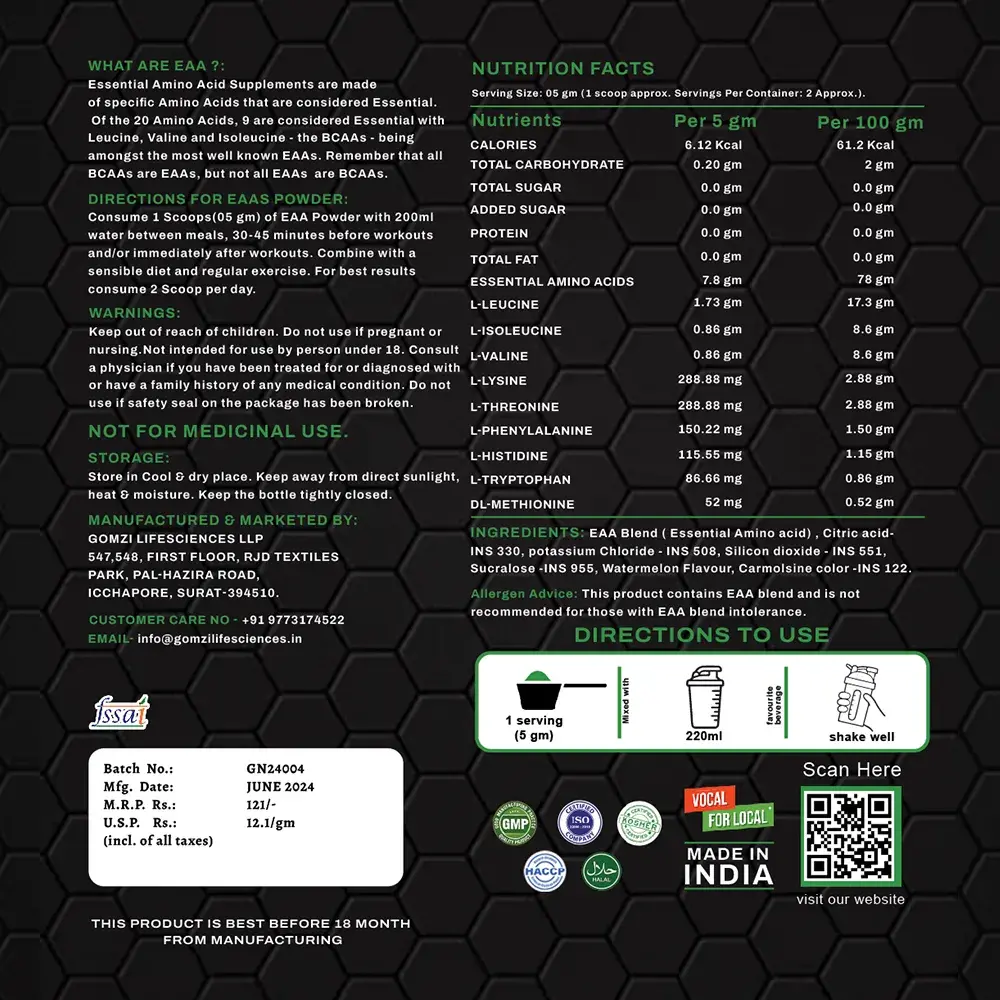 WHAT ARE EAA ?:
Essential Amino Acid Supplements are made
of specific Amino Acids that are considered Essential.
Of the 20 Amino Acids, 9 are considered Essential with
Leucine, Valine and Isoleucine - the BCAAs - being
amongst the most well known EAAs. Remember that all
BCAAs are EAAs, but not all EAAs are BCAAs.
DIRECTIONS FOR EAAS POWDER:
Consume 1 Scoops(05 gm) of EAA Powder with 200ml
water between meals, 30-45 minutes before workouts
and/or immediately after workouts. Combine with a
sensible diet and regular exercise. For best results
consume 2 Scoop per day.
WARNINGS:
Keep out of reach of children. Do not use if pregnant or
nursing.Not intended for use by person under 18. Consult
a physician if you have been treated for or diagnosed with
or have a family history of any medical condition. Do not
use if safety seal on the package has been broken.
NOT FOR MEDICINAL USE.
STORAGE:
Store in Cool & dry place. Keep away from direct sunlight,
heat & moisture. Keep the bottle tightly closed.
MANUFACTURED & MARKETED BY:
GOMZI LIFESCIENCES LLP
547,548, FIRST FLOOR, RJD TEXTILES
PARK, PAL-HAZIRA ROAD,
ICCHAPORE, SURAT-394510.
CUSTOMER CARE NO - +91 9773174522
EMAIL- info@gomzilifesciences.in
fssai
Batch No.: GN24004
Mfg. Date: JUNE 2024
M.R.P. Rs.: 121/-
U.S.P. Rs.: 12.1/gm
(incl. of all taxes)
THIS PRODUCT IS BEST BEFORE 18 MONTH
FROM MANUFACTURING
NUTRITION FACTS
Serving Size: 05 gm (1 scoop approx. Servings Per Container: 2 Approx.).
Nutrients Per 5 gm Per 100 gm
CALORIES 6.12 Kcal 61.2 Kcal
TOTAL CARBOHYDRATE 0.20 gm 2 gm
TOTAL SUGAR 0.0 gm 0.0 gm
ADDED SUGAR 0.0 gm 0.0 gm
PROTEIN 0.0 gm 0.0 gm
TOTAL FAT 0.0 gm 0.0 gm
ESSENTIAL AMINO ACIDS 7.8 gm 78 gm
L-LEUCINE 1.73 gm 17.3 gm
L-ISOLEUCINE 0.86 gm 8.6 gm
L-VALINE 0.86 gm 8.6 gm
L-LYSINE 288.88 mg 2.88 gm
L-THREONINE 288.88 mg 2.88 gm
L-PHENYLALANINE 150.22 mg 1.50 gm
L-HISTIDINE 115.55 mg 1.15 gm
L-TRYPTOPHAN 86.66 mg 0.86 gm
DL-METHIONINE 52 mg 0.52 gm
INGREDIENTS: EAA Blend ( Essential Amino acid) , Citric acid-
INS 330, potassium Chloride - INS 508, Silicon dioxide - INS 551,
Sucralose -INS 955, Watermelon Flavour, Carmolsine color -INS 122.
Allergen Advice: This product contains EAA blend and is not
recommended for those with EAA blend intolerance.
DIRECTIONS TO USE
1 serving
(5 gm)
Mixed with
220ml
favourite
beverage
shake well
GMP
CERTIFIED
ISO
COMPANY
KOSHER
HACCP
حلال
HALAL
VOCAL
FOR LOCAL
MADE IN
INDIA
Scan Here
visit our website